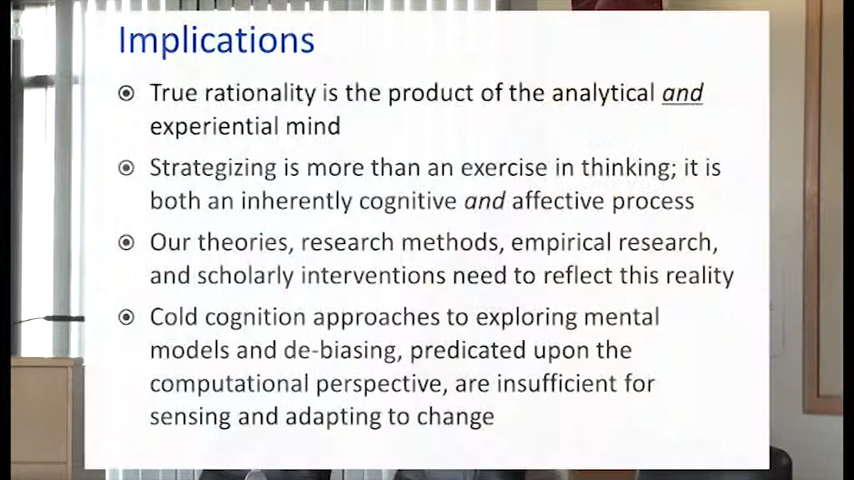 Implications
True rationality is the product of the analytical and
experiential mind
Strategizing is more than an exercise in thinking; it is
both an inherently cognitive and affective process
Our theories, research methods, empirical research,
and scholarly interventions need to reflect this reality
Cold cognition approaches to exploring mental
models and de-biasing, predicated upon the
computational perspective, are insufficient for
sensing and adapting to change